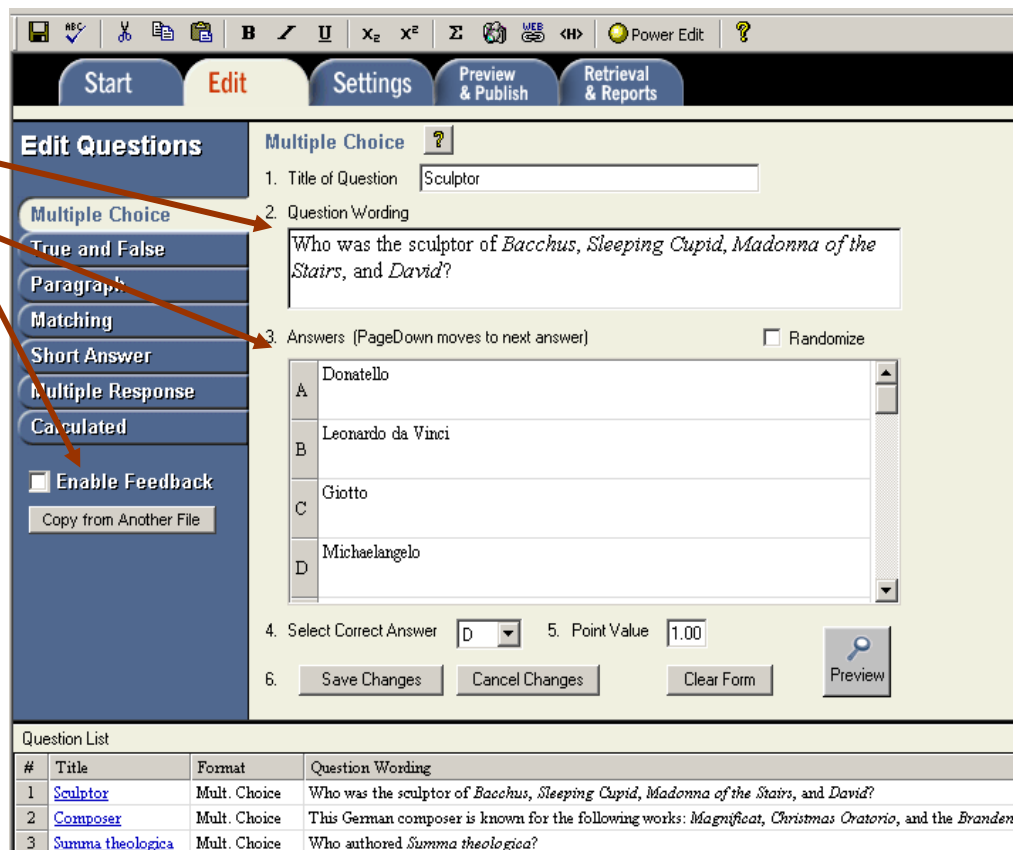 ABC B I U X₂ X² Σ WEB <H> Power Edit ?
Start Edit Settings Preview & Publish Retrieval & Reports
Edit Questions
Multiple Choice
True and False
Paragraph
Matching
Short Answer
Multiple Response
Calculated
Enable Feedback
Copy from Another File
Multiple Choice ?
1. Title of Question Sculptor
2. Question Wording
Who was the sculptor of Bacchus, Sleeping Cupid, Madonna of the
Stairs, and David?
3. Answers (PageDown moves to next answer) Randomize
A Donatello
B Leonardo da Vinci
C Giotto
D Michaelangelo
4. Select Correct Answer D 5. Point Value 1.00
6. Save Changes Cancel Changes Clear Form Preview
Question List
# Title Format Question Wording
1 Sculptor Mult. Choice Who was the sculptor of Bacchus, Sleeping Cupid, Madonna of the Stairs, and David?
2 Composer Mult. Choice This German composer is known for the following works: Magnificat, Christmas Oratorio, and the Branden
3 Summa theologica Mult. Choice Who authored Summa theologica?